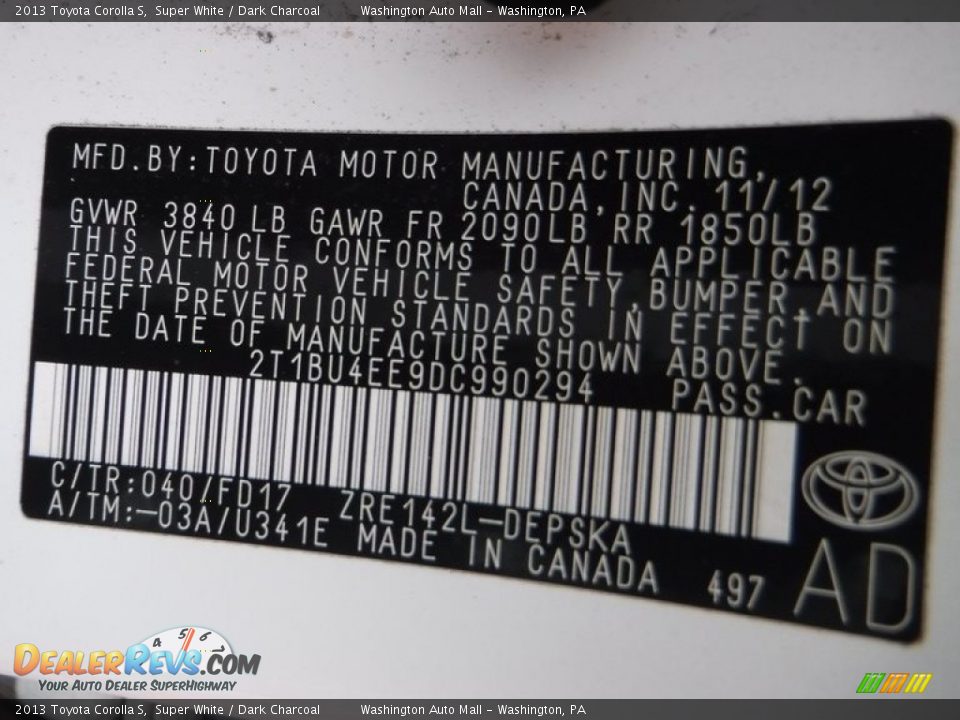 2013 Toyota Corolla S,  Super White / Dark Charcoal        Washington Auto Mall - Washington, PA
MFD.BY:TOYOTA MOTOR MANUFACTURING,
CANADA,INC. 11/12
GVWR 3840LB GAWR FR 2090LB RR 1850LB
THIS VEHICLE CONFORMS TO ALL APPLICABLE
FEDERAL MOTOR VEHICLE SAFETY,BUMPER,AND
THEFT PREVENTION STANDARDS IN EFFECT ON
THE DATE OF MANUFACTURE SHOWN ABOVE.
2T1BU4EE9DC990294 PASS.CAR
C/TR:040/FD17 ZRE142L-DEPSKA
A/TM:-03A/U341E MADE IN CANADA 497 AD
4 5 6
DEALERREVS.COM
YOUR AUTO DEALER SUPERHIGHWAY
2013 Toyota Corolla S,  Super White / Dark Charcoal        Washington Auto Mall - Washington, PA